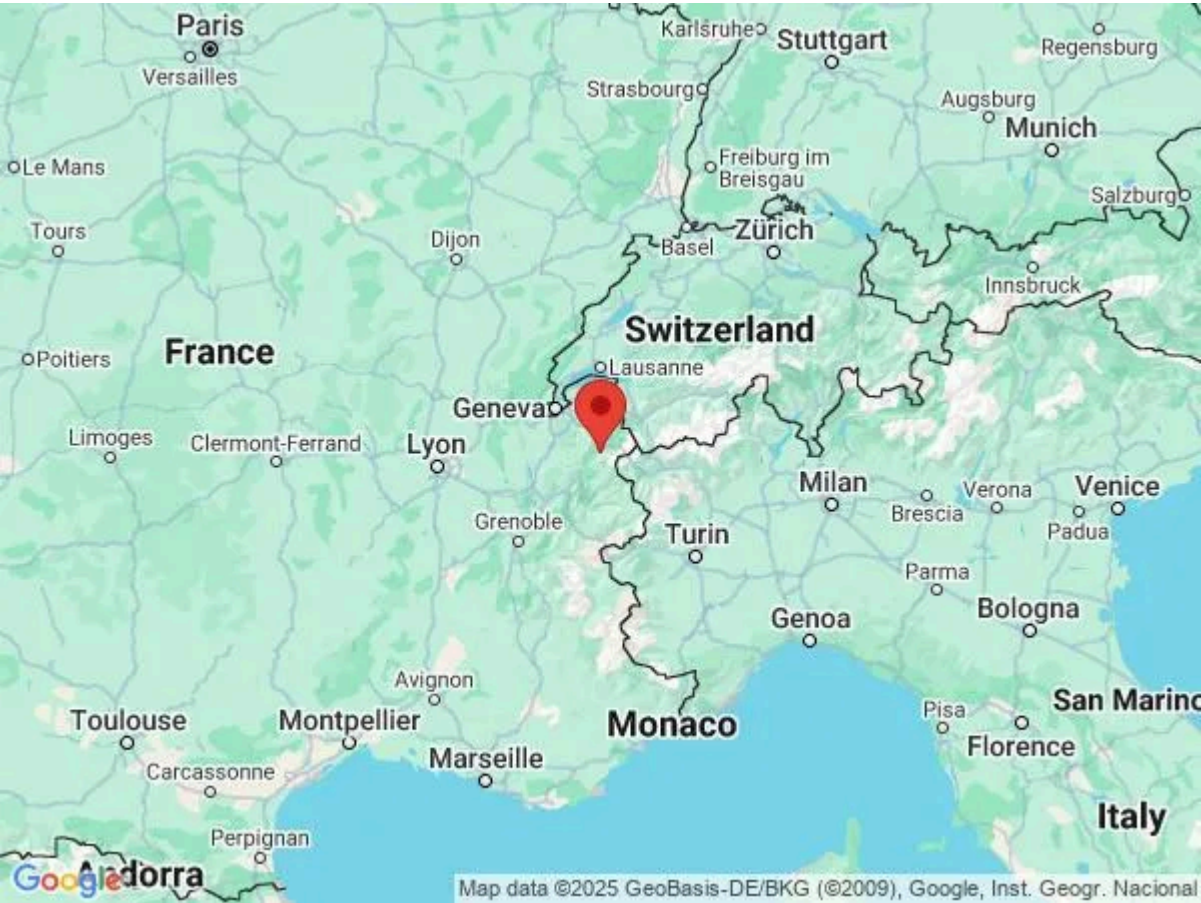 Paris
Karlsruhe
Stuttgart
Regensburg
Versailles
Strasbourg
Augsburg
Munich
Le Mans
Freiburg im
Breisgau
Salzburg
Tours
Dijon
Basel
Zürich
Innsbruck
Switzerland
France
Poitiers
Lausanne
Geneva
Limoges
Clermont-Ferrand
Lyon
Milan
Verona
Venice
Brescia
Padua
Grenoble
Turin
Parma
Genoa
Bologna
Avignon
San Marino
Toulouse
Montpellier
Monaco
Pisa
Florence
Marseille
Carcassonne
Italy
Perpignan
Andorra
Google
Map data ©2025 GeoBasis-DE/BKG (©2009), Google, Inst. Geogr. Nacional